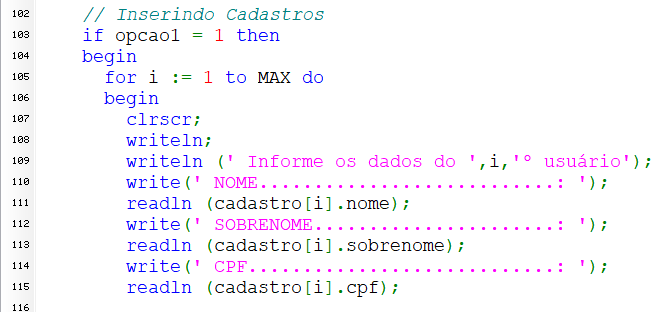 102 // Inserindo Cadastros
103 if opcao1 = 1 then
104 begin
105 for i := 1 to MAX do
106 begin
107 clrscr;
108 writeln;
109 writeln (' Informe os dados do ',i,'º usuário');
110 write(' NOME...........................: ');
111 readln (cadastro[i].nome);
112 write(' SOBRENOME......................: ');
113 readln (cadastro[i].sobrenome);
114 write(' CPF............................: ');
115 readln (cadastro[i].cpf);
116